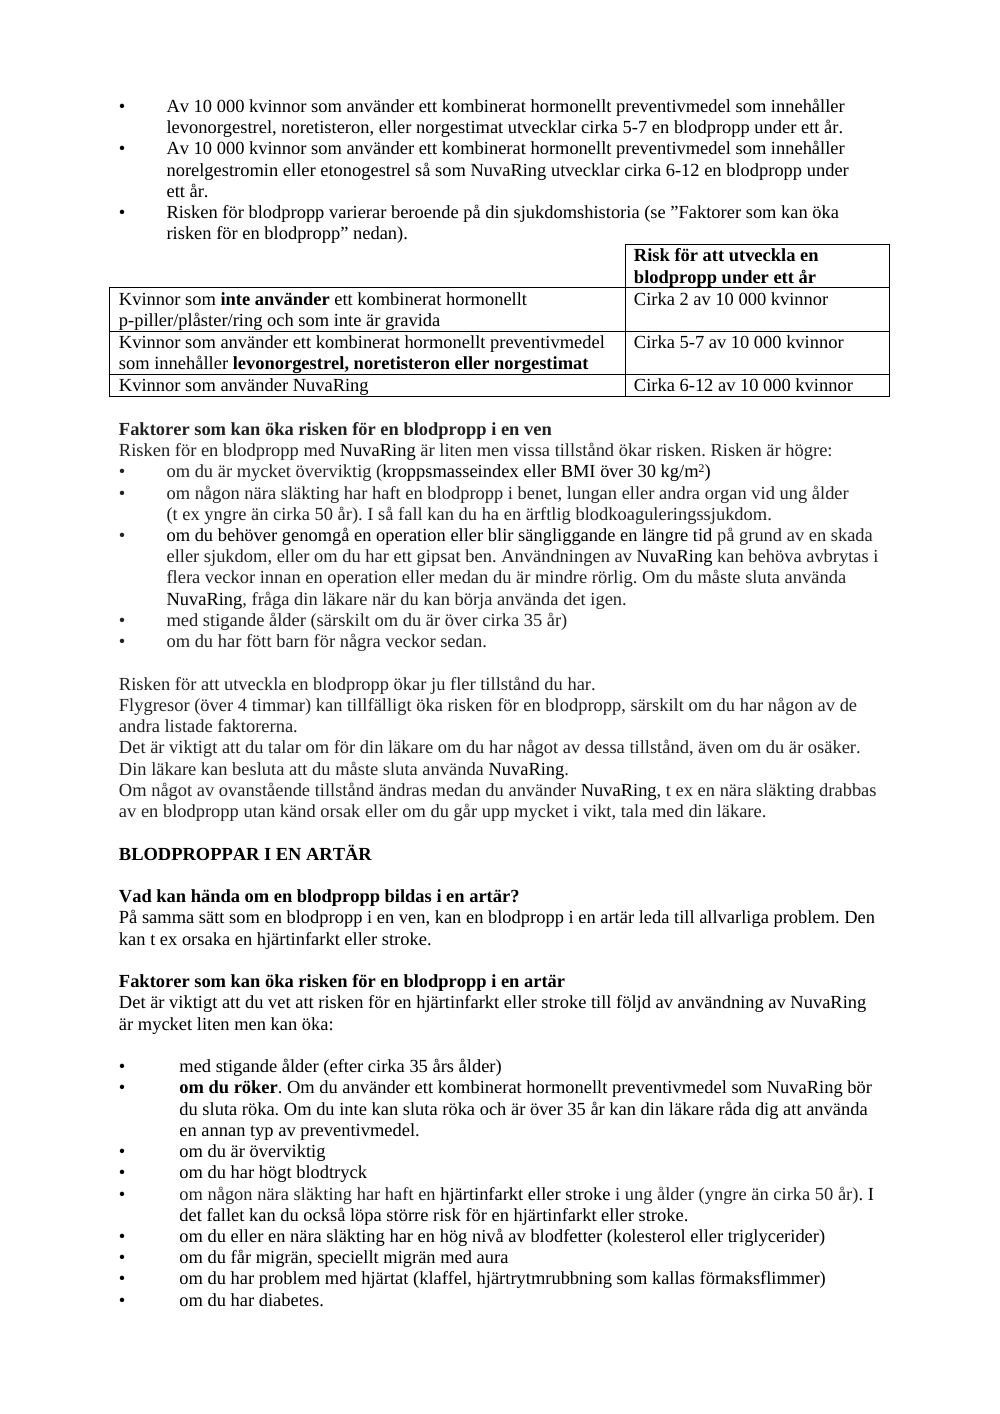 • Av 10 000 kvinnor som använder ett kombinerat hormonellt preventivmedel som innehåller
levonorgestrel, noretisteron, eller norgestimat utvecklar cirka 5-7 en blodpropp under ett år.
• Av 10 000 kvinnor som använder ett kombinerat hormonellt preventivmedel som innehåller
norelgestromin eller etonogestrel så som NuvaRing utvecklar cirka 6-12 en blodpropp under
ett år.
• Risken för blodpropp varierar beroende på din sjukdomshistoria (se ”Faktorer som kan öka
risken för en blodpropp” nedan).
Risk för att utveckla en
blodpropp under ett år
Kvinnor som inte använder ett kombinerat hormonellt
p-piller/plåster/ring och som inte är gravida
Cirka 2 av 10 000 kvinnor
Kvinnor som använder ett kombinerat hormonellt preventivmedel
som innehåller levonorgestrel, noretisteron eller norgestimat
Cirka 5-7 av 10 000 kvinnor
Kvinnor som använder NuvaRing
Cirka 6-12 av 10 000 kvinnor
Faktorer som kan öka risken för en blodpropp i en ven
Risken för en blodpropp med NuvaRing är liten men vissa tillstånd ökar risken. Risken är högre:
• om du är mycket överviktig (kroppsmasseindex eller BMI över 30 kg/m²)
• om någon nära släkting har haft en blodpropp i benet, lungan eller andra organ vid ung ålder
(t ex yngre än cirka 50 år). I så fall kan du ha en ärftlig blodkoaguleringssjukdom.
• om du behöver genomgå en operation eller blir sängliggande en längre tid på grund av en skada
eller sjukdom, eller om du har ett gipsat ben. Användningen av NuvaRing kan behöva avbrytas i
flera veckor innan en operation eller medan du är mindre rörlig. Om du måste sluta använda
NuvaRing, fråga din läkare när du kan börja använda det igen.
• med stigande ålder (särskilt om du är över cirka 35 år)
• om du har fött barn för några veckor sedan.
Risken för att utveckla en blodpropp ökar ju fler tillstånd du har.
Flygresor (över 4 timmar) kan tillfälligt öka risken för en blodpropp, särskilt om du har någon av de
andra listade faktorerna.
Det är viktigt att du talar om för din läkare om du har något av dessa tillstånd, även om du är osäker.
Din läkare kan besluta att du måste sluta använda NuvaRing.
Om något av ovanstående tillstånd ändras medan du använder NuvaRing, t ex en nära släkting drabbas
av en blodpropp utan känd orsak eller om du går upp mycket i vikt, tala med din läkare.
BLODPROPPAR I EN ARTÄR
Vad kan hända om en blodpropp bildas i en artär?
På samma sätt som en blodpropp i en ven, kan en blodpropp i en artär leda till allvarliga problem. Den
kan t ex orsaka en hjärtinfarkt eller stroke.
Faktorer som kan öka risken för en blodpropp i en artär
Det är viktigt att du vet att risken för en hjärtinfarkt eller stroke till följd av användning av NuvaRing
är mycket liten men kan öka:
• med stigande ålder (efter cirka 35 års ålder)
• om du röker. Om du använder ett kombinerat hormonellt preventivmedel som NuvaRing bör
du sluta röka. Om du inte kan sluta röka och är över 35 år kan din läkare råda dig att använda
en annan typ av preventivmedel.
• om du är överviktig
• om du har högt blodtryck
• om någon nära släkting har haft en hjärtinfarkt eller stroke i ung ålder (yngre än cirka 50 år). I
det fallet kan du också löpa större risk för en hjärtinfarkt eller stroke.
• om du eller en nära släkting har en hög nivå av blodfetter (kolesterol eller triglycerider)
• om du får migrän, speciellt migrän med aura
• om du har problem med hjärtat (klaffel, hjärtrytmrubbning som kallas förmaksflimmer)
• om du har diabetes.